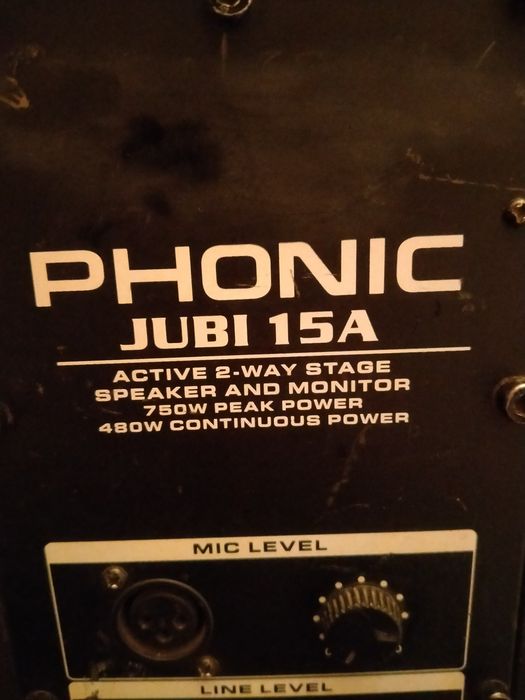 PHONIC
JUBI 15A
ACTIVE 2-WAY STAGE
SPEAKER AND MONITOR
750W PEAK POWER
480W CONTINUOUS POWER
MIC LEVEL
LINE LEVEL